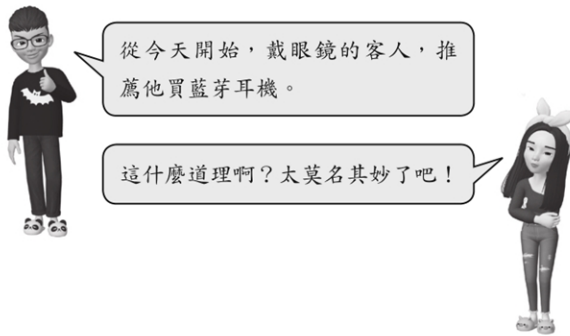 從今天開始，戴眼鏡的客人，推
薦他買藍芽耳機。
這什麼道理啊？太莫名其妙了吧！